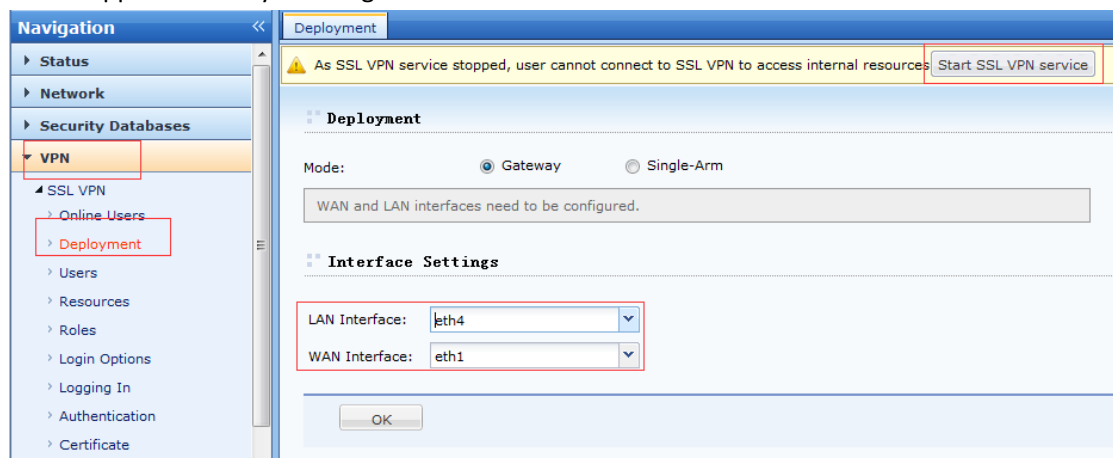 Navigation
Status
Network
Security Databases
VPN
SSL VPN
Online Users
Deployment
Users
Resources
Roles
Login Options
Logging In
Authentication
Certificate
Deployment
As SSL VPN service stopped, user cannot connect to SSL VPN to access internal resources Start SSL VPN service
Deployment
Mode: Gateway Single-Arm
WAN and LAN interfaces need to be configured.
Interface Settings
LAN Interface: eth4
WAN Interface: eth1
OK